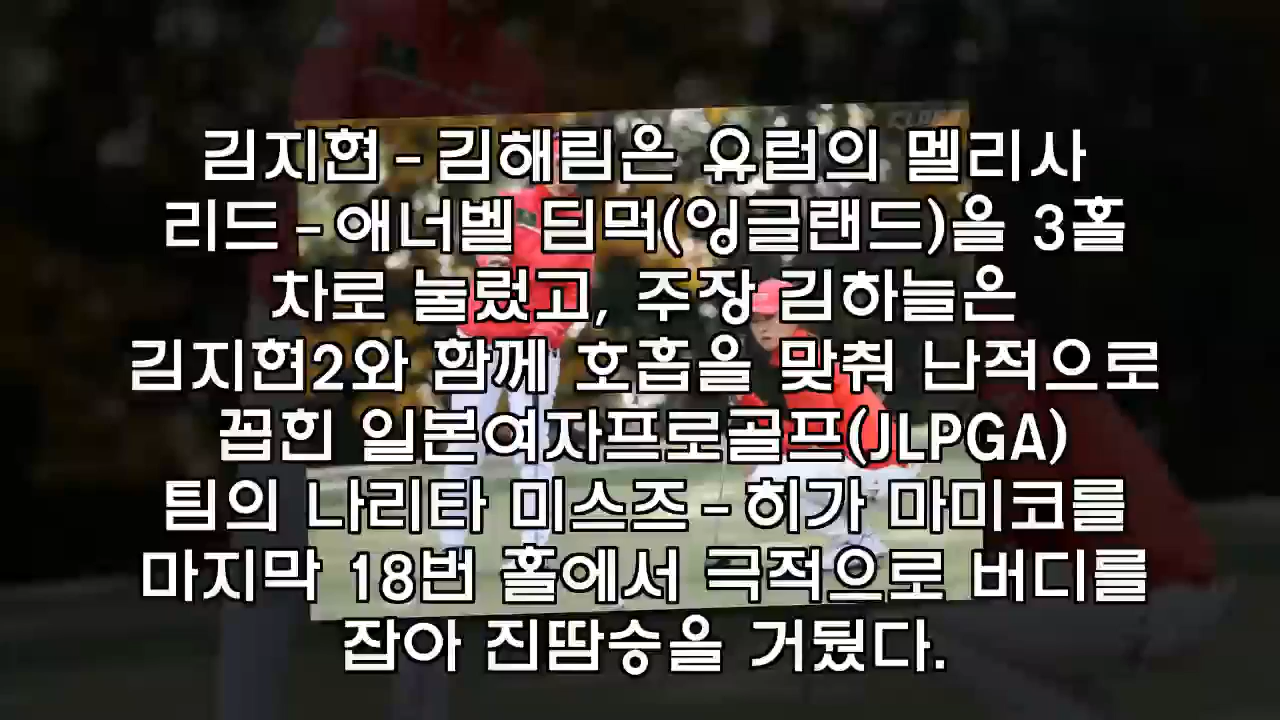 김지현-김해림은 유럽의 멜리사
리드-애너벨 딤먹(잉글랜드)을 3홀
차로 눌렀고, 주장 김하늘은
김지현2와 함께 호흡을 맞춰 난적으로
꼽힌 일본여자프로골프(JLPGA)
팀의 나리타 미스즈-히가 마미코를
마지막 18번 홀에서 극적으로 버디를
잡아 진땀승을 거뒀다.